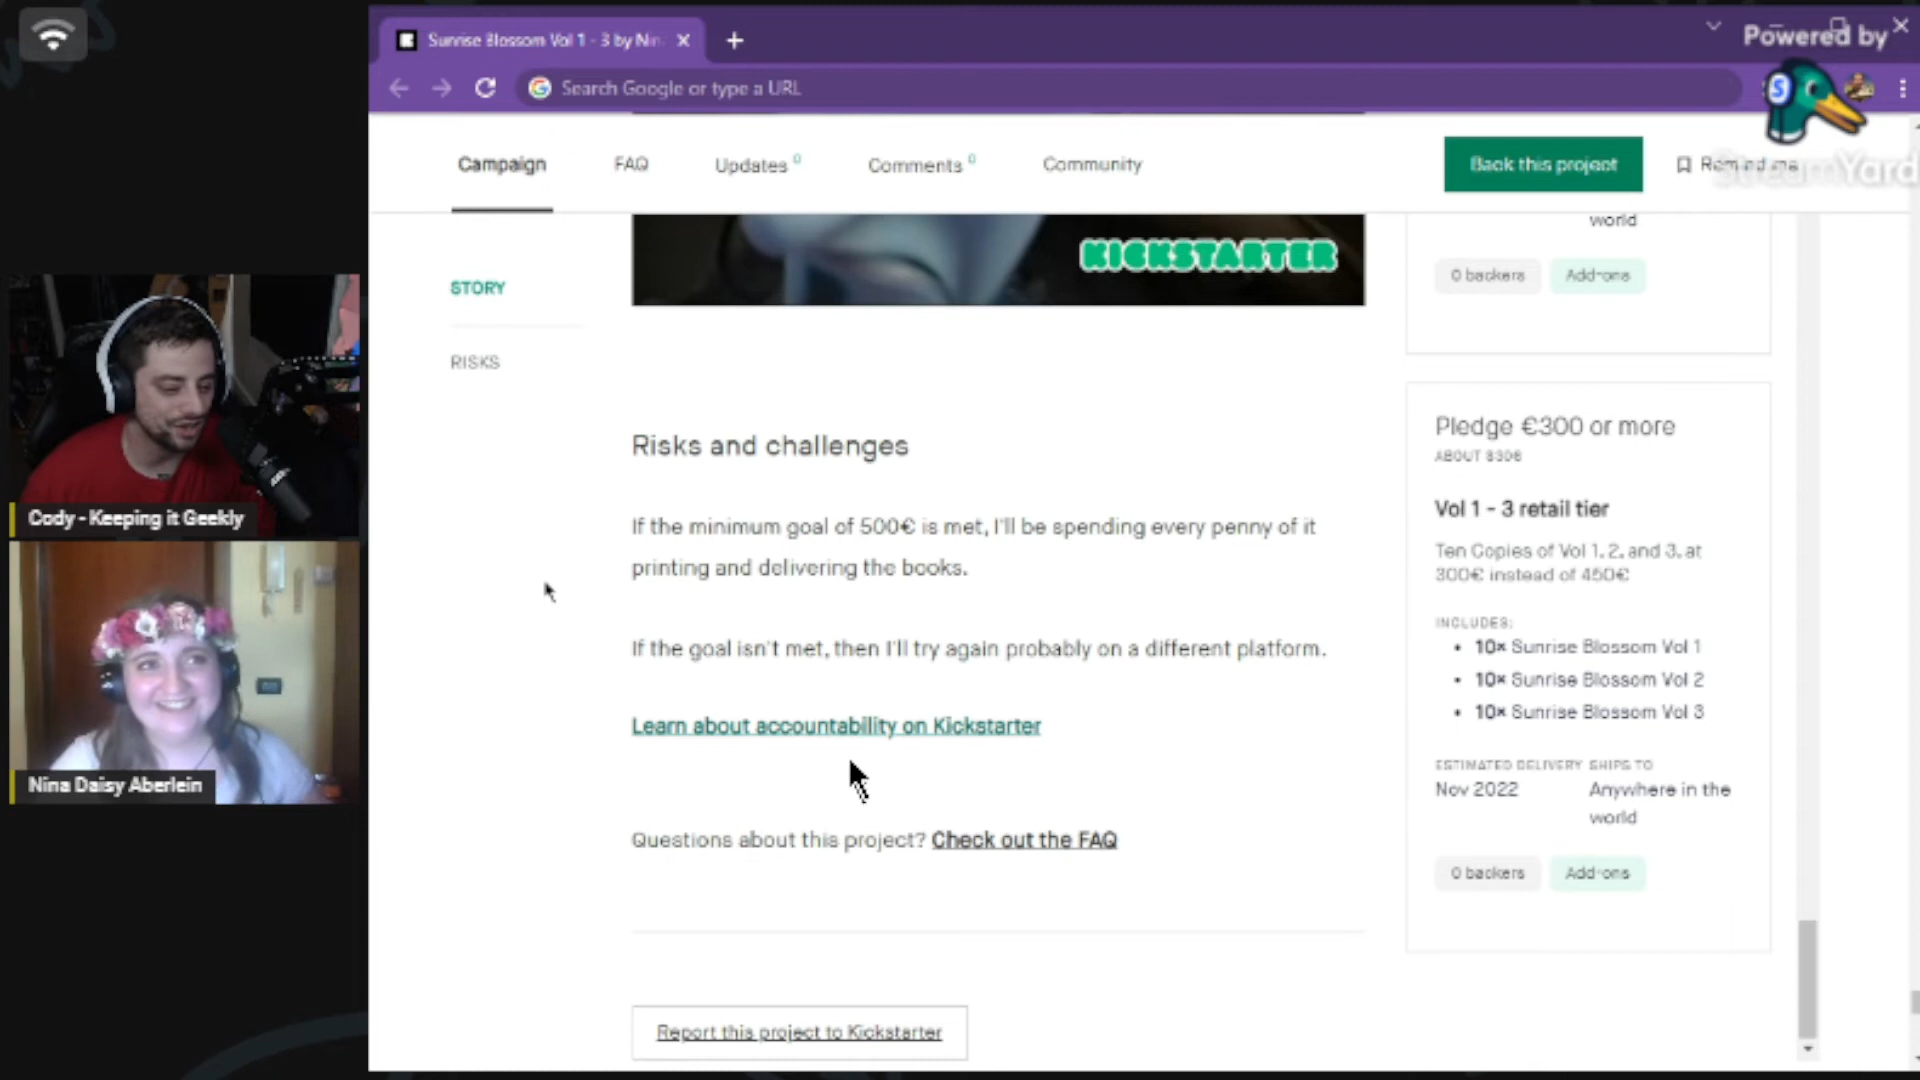 Sunrise Blossom Vol 1 - 3 by Nin
Powered by
Search Google or type a URL
StreamYard
Campaign
FAQ
Updates 0
Comments 0
Community
Back this project
Remind me
world
0 backers
Add-ons
KICKSTARTER
STORY
RISKS
Risks and challenges
If the minimum goal of 500€ is met, I'll be spending every penny of it
printing and delivering the books.
If the goal isn't met, then I'll try again probably on a different platform.
Learn about accountability on Kickstarter
Questions about this project? Check out the FAQ
Report this project to Kickstarter
Pledge €300 or more
ABOUT $306
Vol 1 - 3 retail tier
Ten Copies of Vol 1, 2, and 3, at
300€ instead of 450€
INCLUDES:
• 10× Sunrise Blossom Vol 1
• 10× Sunrise Blossom Vol 2
• 10× Sunrise Blossom Vol 3
ESTIMATED DELIVERY SHIPS TO
Nov 2022 Anywhere in the
world
0 backers
Add-ons
Cody - Keeping it Geekly
Nina Daisy Aberlein